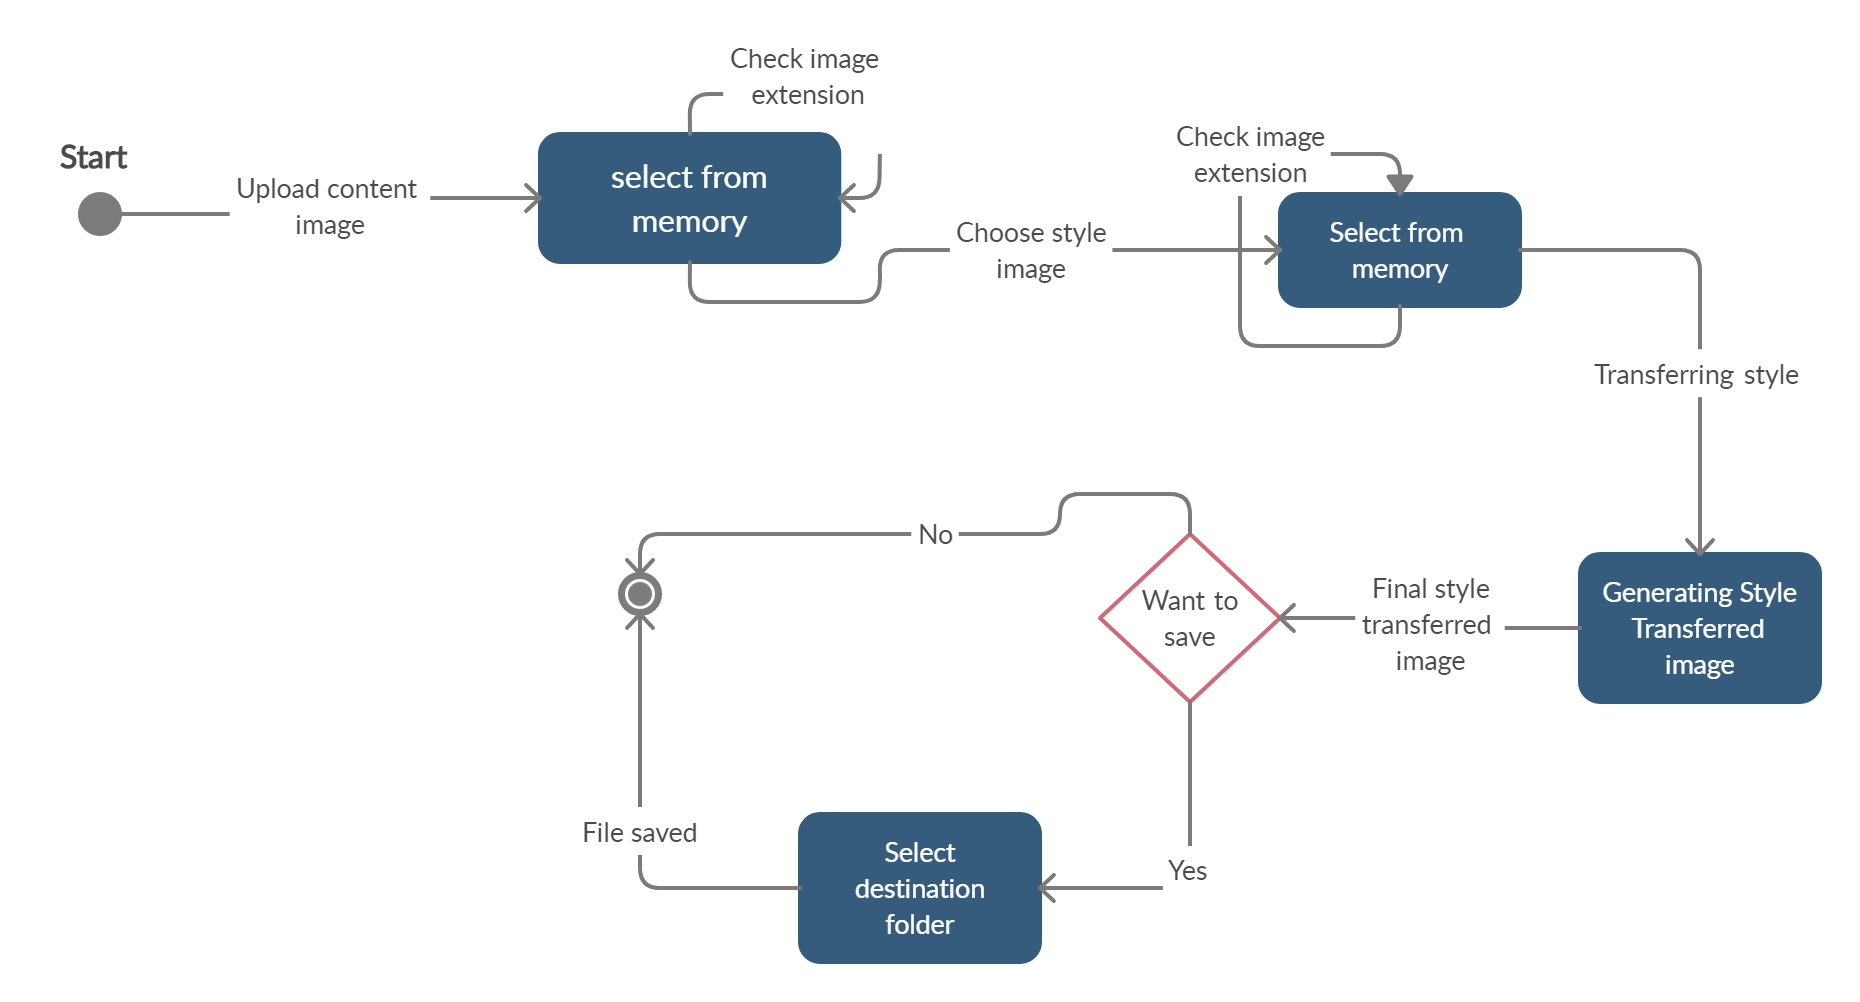 Start
Upload content
image
Check image
extension
select from
memory
Choose style
image
Check image
extension
Select from
memory
Transferring style
Generating Style
Transferred
image
Final style
transferred
image
Want to
save
No
Yes
Select
destination
folder
File saved